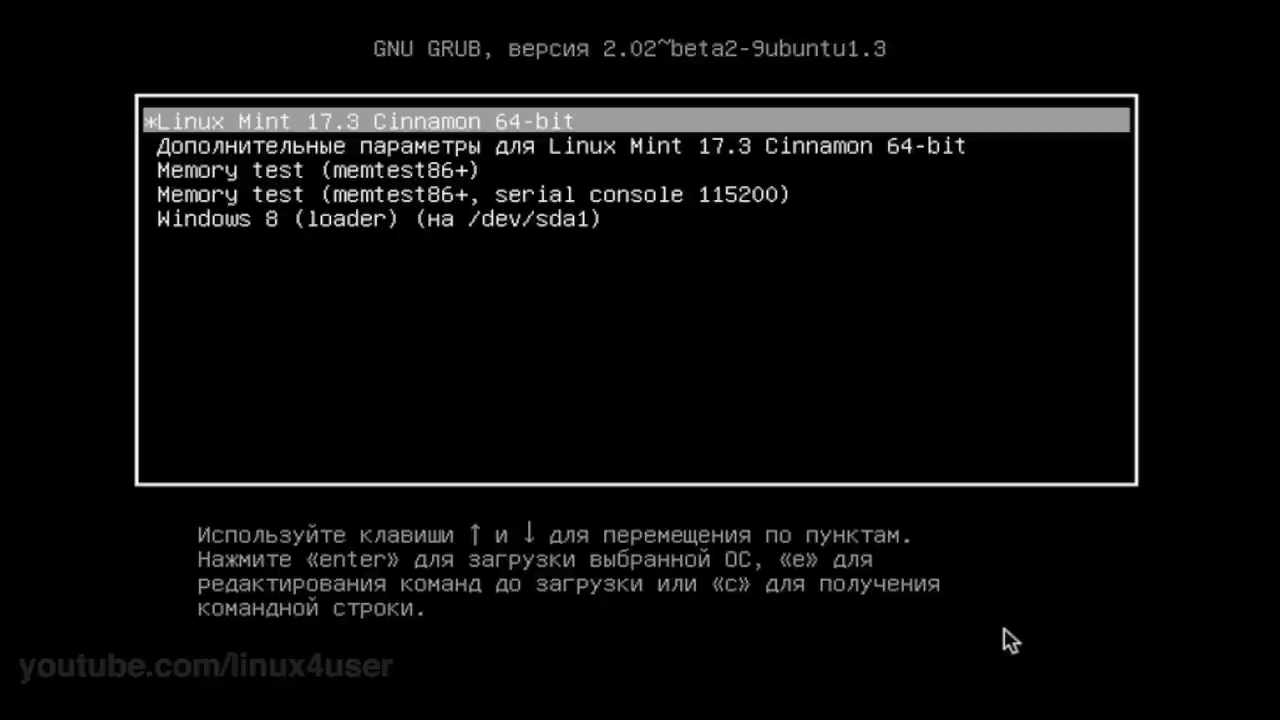 GNU GRUB, версия 2.02~beta2-9ubuntu1.3
*Linux Mint 17.3 Cinnamon 64-bit
Дополнительные параметры для Linux Mint 17.3 Cinnamon 64-bit
Memory test (memtest86+)
Memory test (memtest86+, serial console 115200)
Windows 8 (loader) (на /dev/sda1)
Используйте клавиши ↑ и ↓ для перемещения по пунктам.
Нажмите «enter» для загрузки выбранной ОС, «e» для
редактирования команд до загрузки или «c» для получения
командной строки.
youtube.com/linux4user